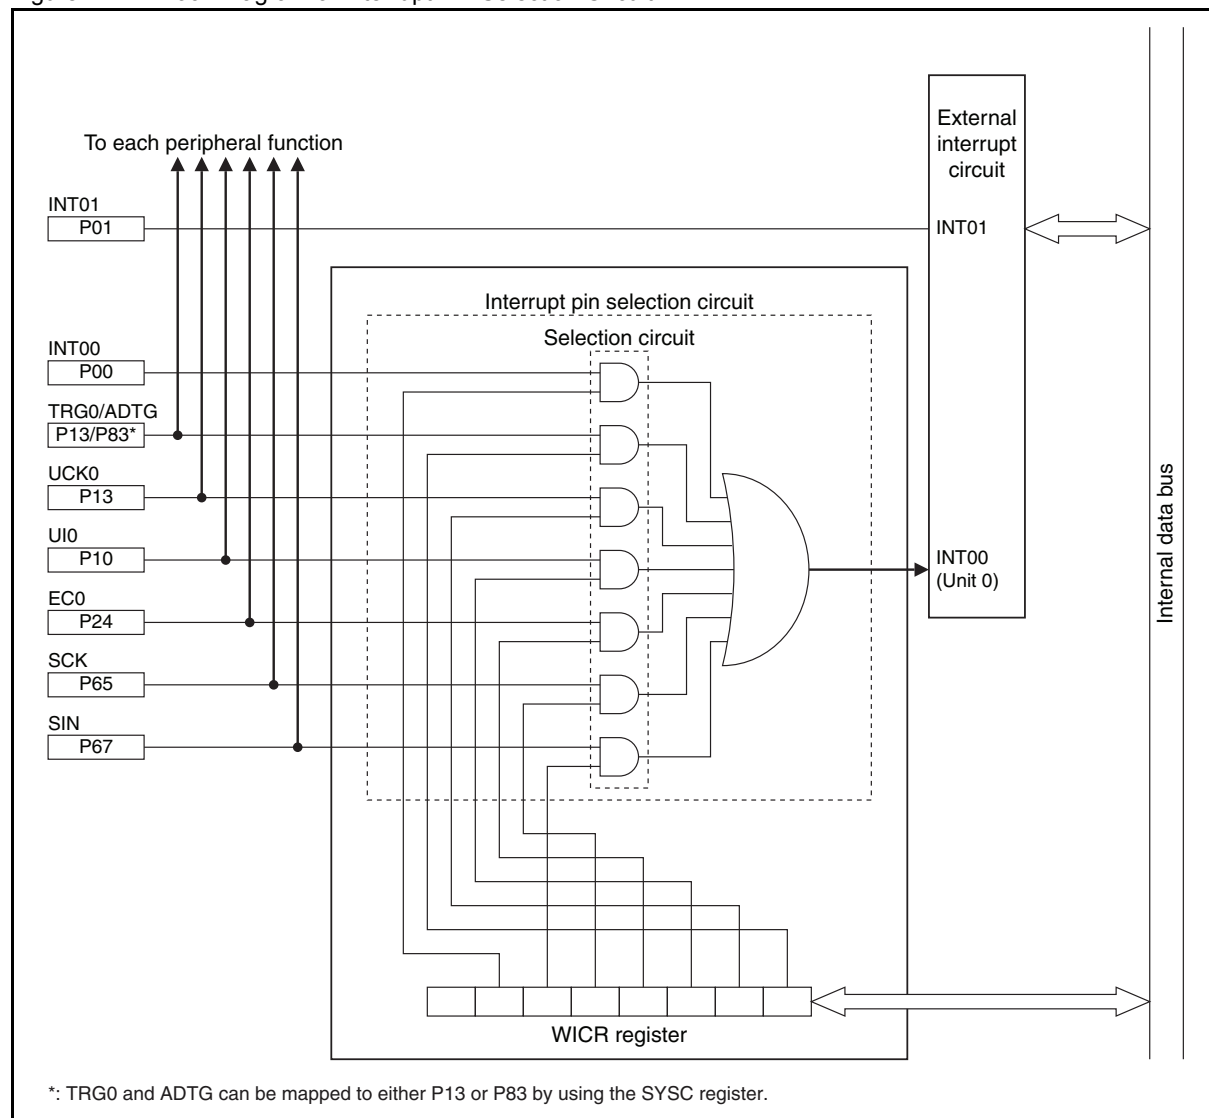 To each peripheral function
External
interrupt
circuit
INT01
P01
INT01
Interrupt pin selection circuit
Selection circuit
INT00
P00
TRG0/ADTG
P13/P83*
UCK0
P13
UI0
P10
INT00
(Unit 0)
EC0
P24
SCK
P65
SIN
P67
Internal data bus
WICR register
*: TRG0 and ADTG can be mapped to either P13 or P83 by using the SYSC register.